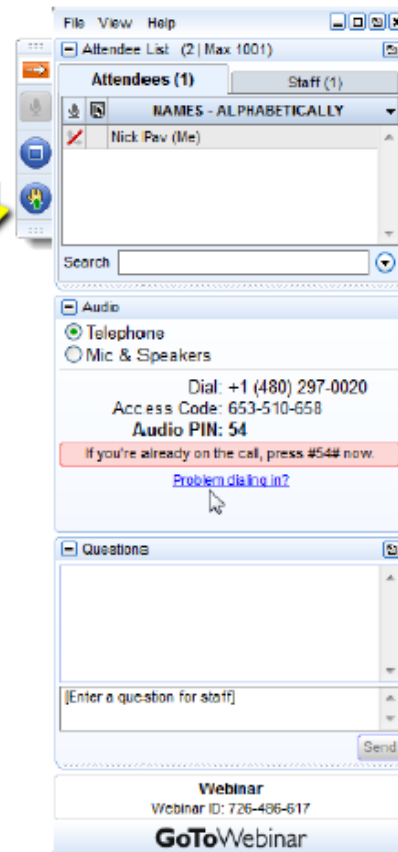 File View Help
Attendee List (2 | Max 1001)
Attendees (1) Staff (1)
NAMES - ALPHABETICALLY
Nick Pav (Me)
Search
Audio
Telephone
Mic & Speakers
Dial: +1 (480) 297-0020
Access Code: 653-510-658
Audio PIN: 54
If you're already on the call, press #54# now.
Problem dialing in?
Questions
[Enter a question for staff]
Send
Webinar
Webinar ID: 726-486-617
GoToWebinar